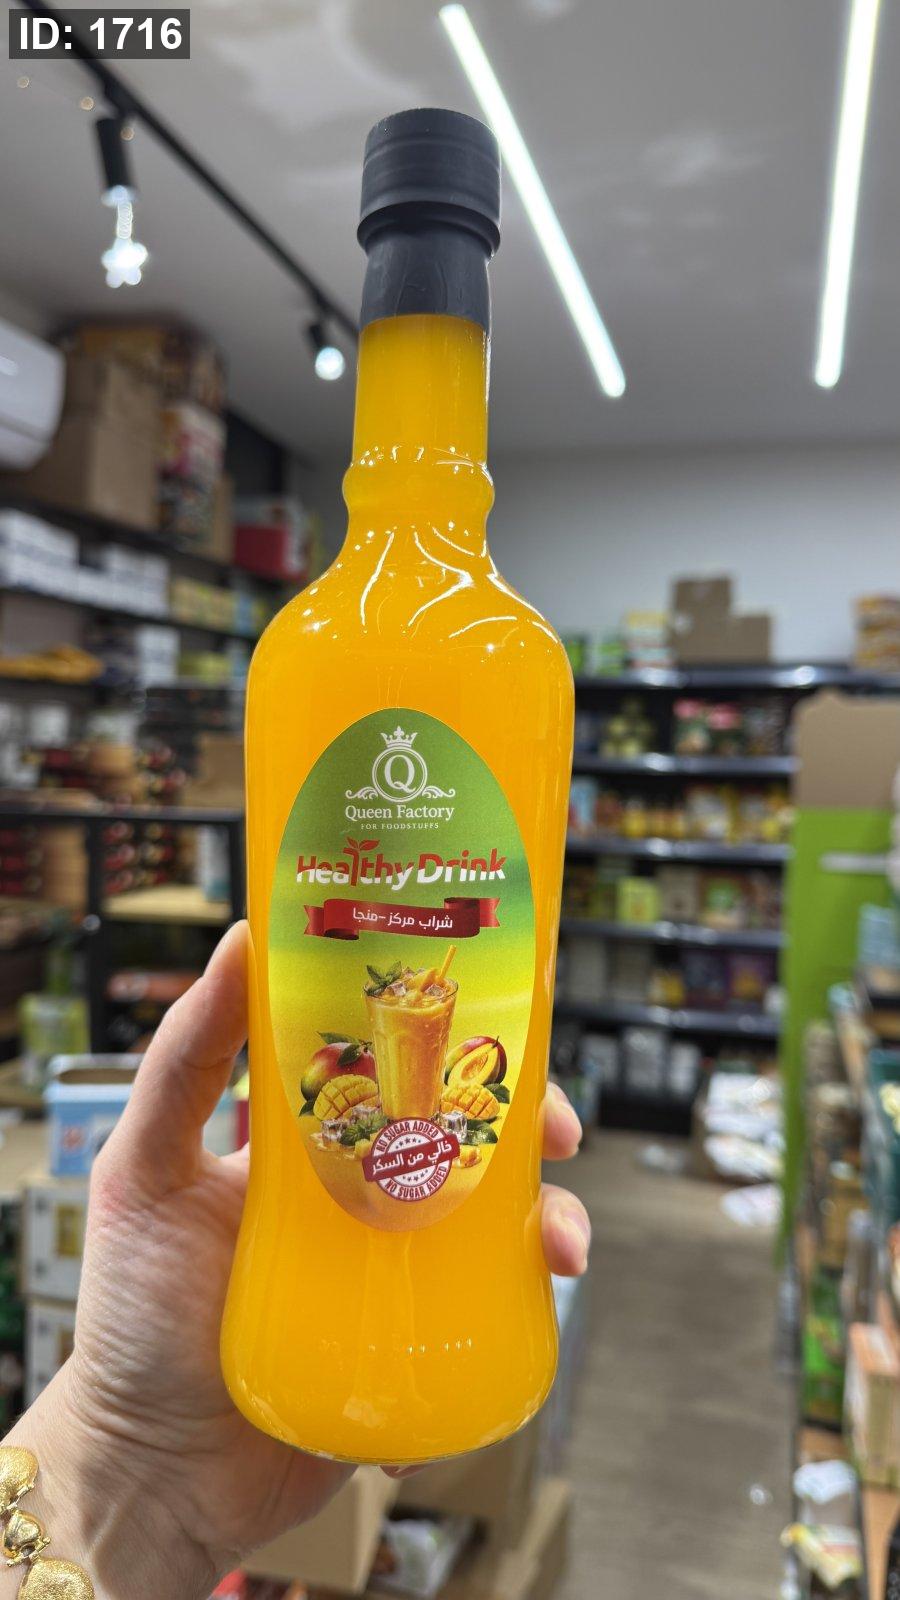 ID: 1716
Q
Queen Factory
FOR FOODSTUFFS
Healthy Drink
شراب مركز -منجا
NO SUGAR ADDED
خالي من السكر
NO SUGAR ADDED